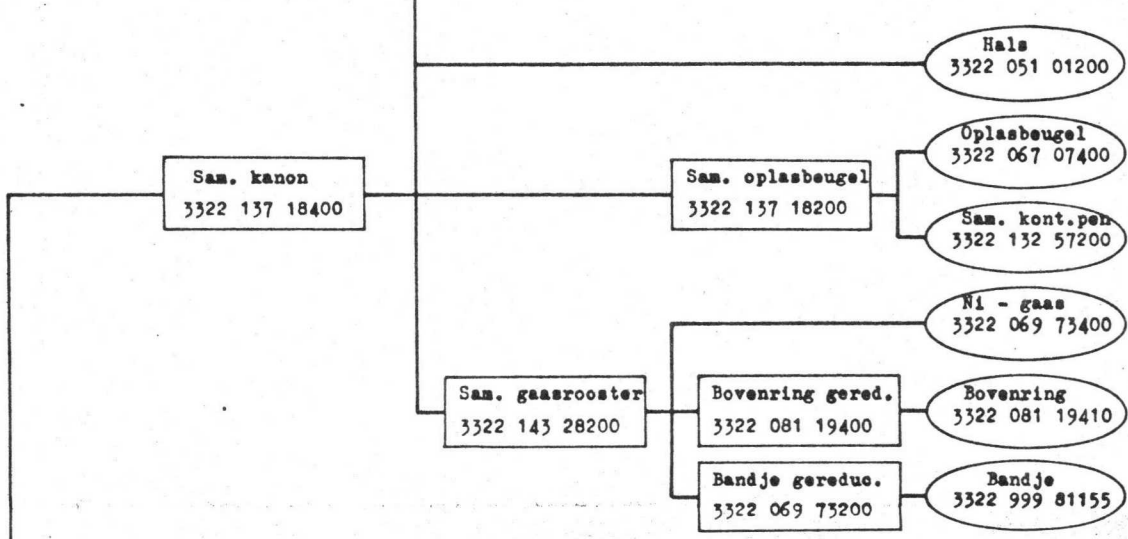 Hals
3322 051 01200
Oplasbeugel
3322 067 07400
Sam. kanon
3322 137 18400
Sam. oplasbeugel
3322 137 18200
Sam. kont.pen
3322 132 57200
Ni - gaas
3322 069 73400
Sam. gaasrooster
3322 143 28200
Bovenring gered.
3322 081 19400
Bovenring
3322 081 19410
Bandje gereduc.
3322 069 73200
Bandje
3322 999 81155